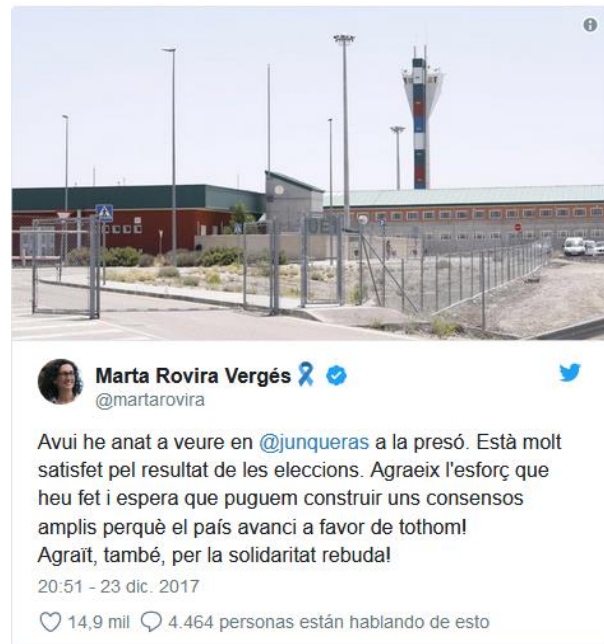 Marta Rovira Vergés
@martarovira
Avui he anat a veure en @junqueras a la presó. Està molt
satisfet pel resultat de les eleccions. Agraeix l'esforç que
heu fet i espera que puguem construir uns consensos
amplis perquè el país avanci a favor de tothom!
Agraït, també, per la solidaritat rebuda!
20:51 - 23 dic. 2017
14,9 mil 4.464 personas están hablando de esto